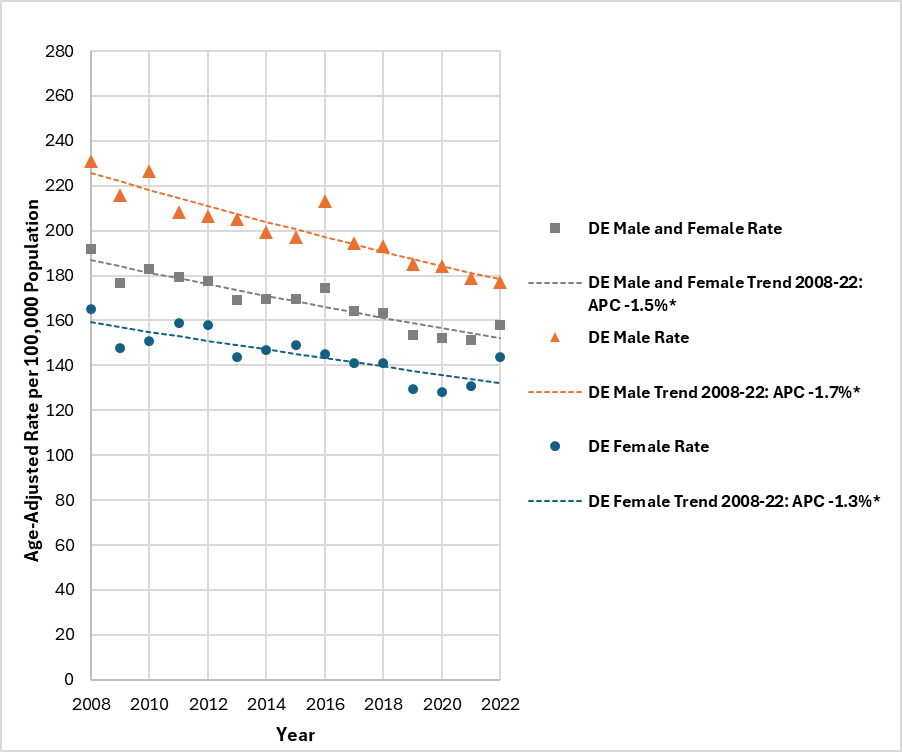 280
260
240
220
200
180
160
140
120
100
80
60
40
20
0
Age-Adjusted Rate per 100,000 Population
2008 2010 2012 2014 2016 2018 2020 2022
Year
DE Male and Female Rate
DE Male and Female Trend 2008-22:
APC -1.5%*
DE Male Rate
DE Male Trend 2008-22: APC -1.7%*
DE Female Rate
DE Female Trend 2008-22: APC -1.3%*